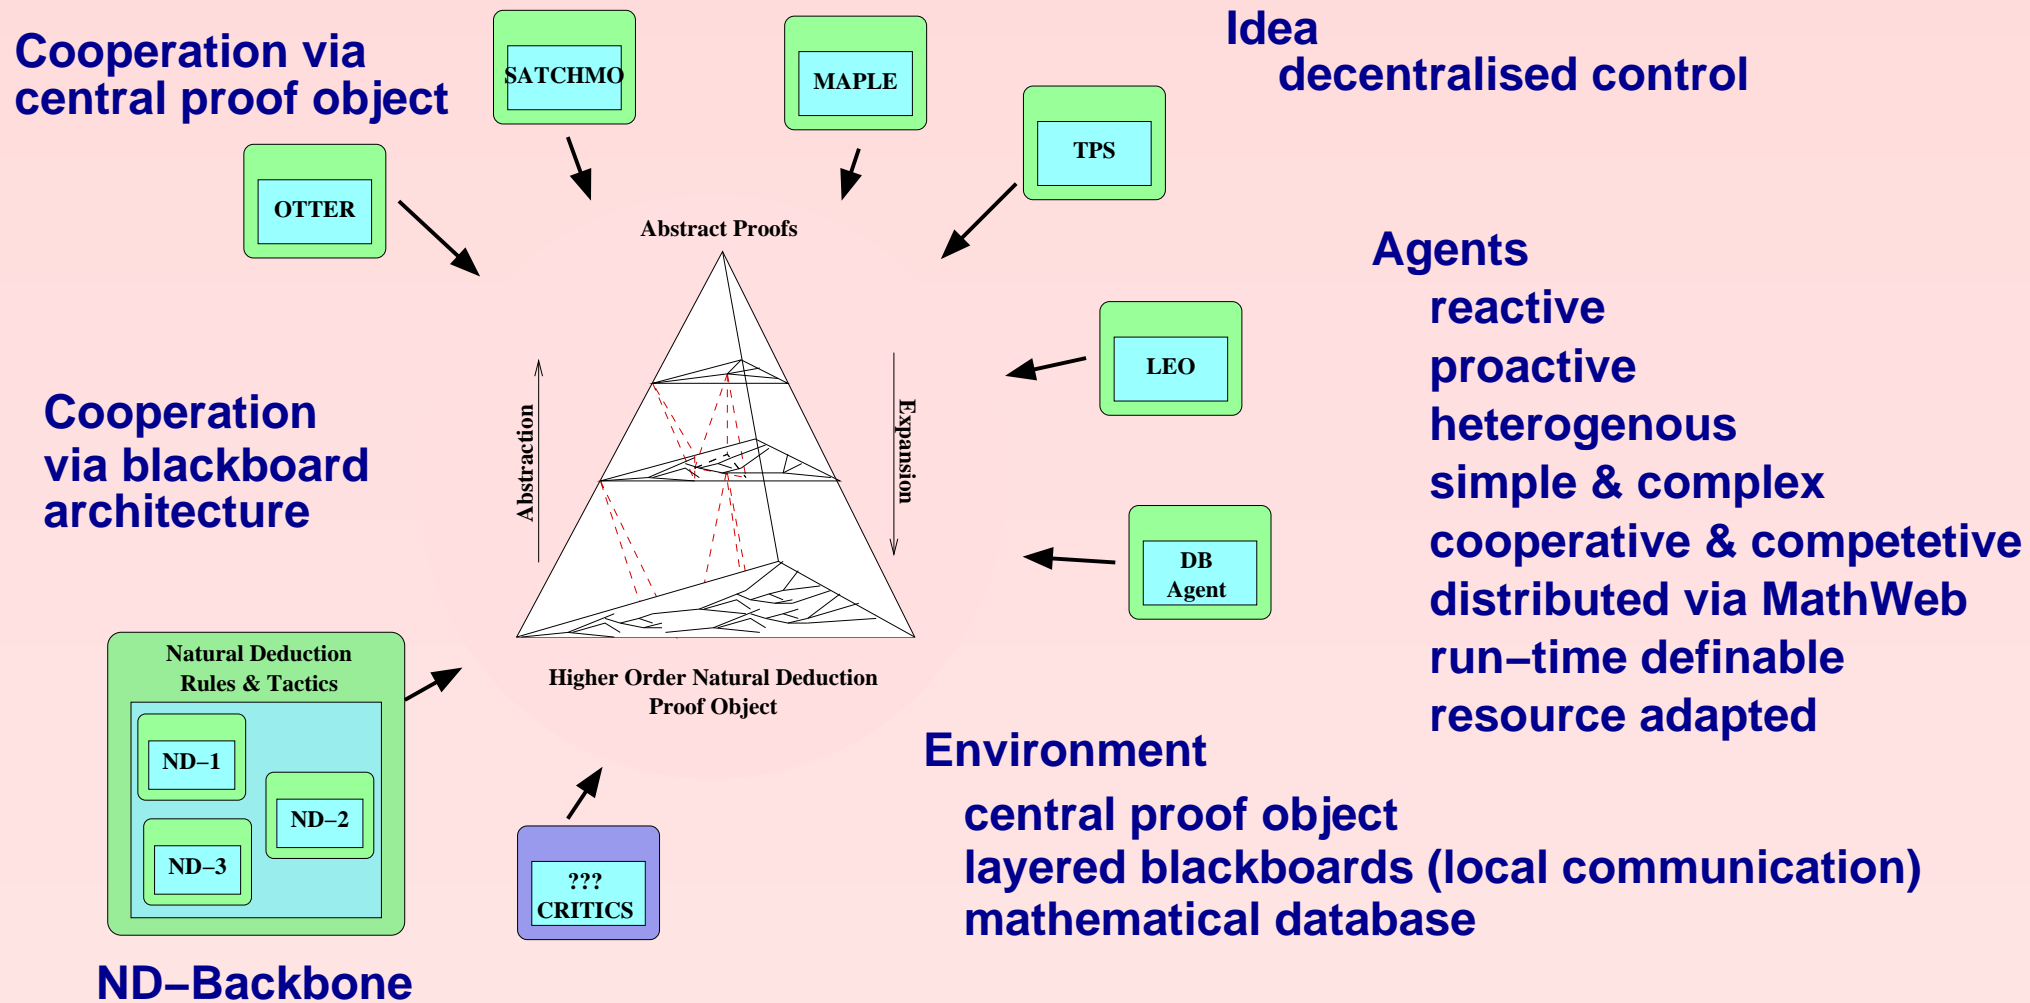 Cooperation via
central proof object
SATCHMO
MAPLE
Idea
decentralised control
TPS
OTTER
Abstract Proofs
Agents
reactive
proactive
heterogenous
simple & complex
cooperative & competetive
distributed via MathWeb
run−time definable
resource adapted
LEO
Cooperation
via blackboard
architecture
Abstraction
Expansion
DB
Agent
Natural Deduction
Rules & Tactics
ND−1
ND−2
ND−3
ND−Backbone
Higher Order Natural Deduction
Proof Object
???
CRITICS
Environment
central proof object
layered blackboards (local communication)
mathematical database